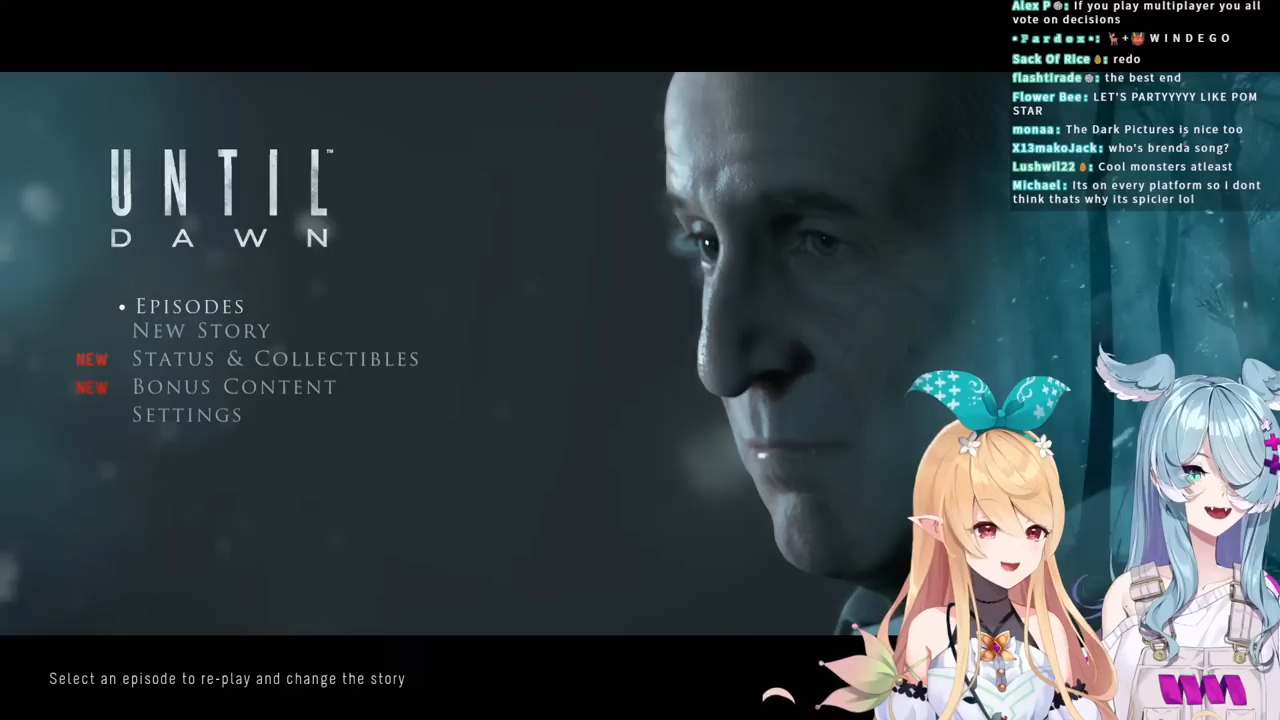 UNTIL™
DAWN
• EPISODES
NEW STORY
NEW STATUS & COLLECTIBLES
NEW BONUS CONTENT
SETTINGS
Select an episode to re-play and change the story
Alex P: If you play multiplayer you all
vote on decisions
•Pardox•: 🦌+👹 W I N D E G O
Sack Of Rice: redo
flashtirade: the best end
Flower Bee: LET'S PARTYYYYY LIKE POM
STAR
monaa: The Dark Pictures is nice too
X13makoJack: who's brenda song?
Lushwil22: Cool monsters atleast
Michael: Its on every platform so i dont
think thats why its spicier lol